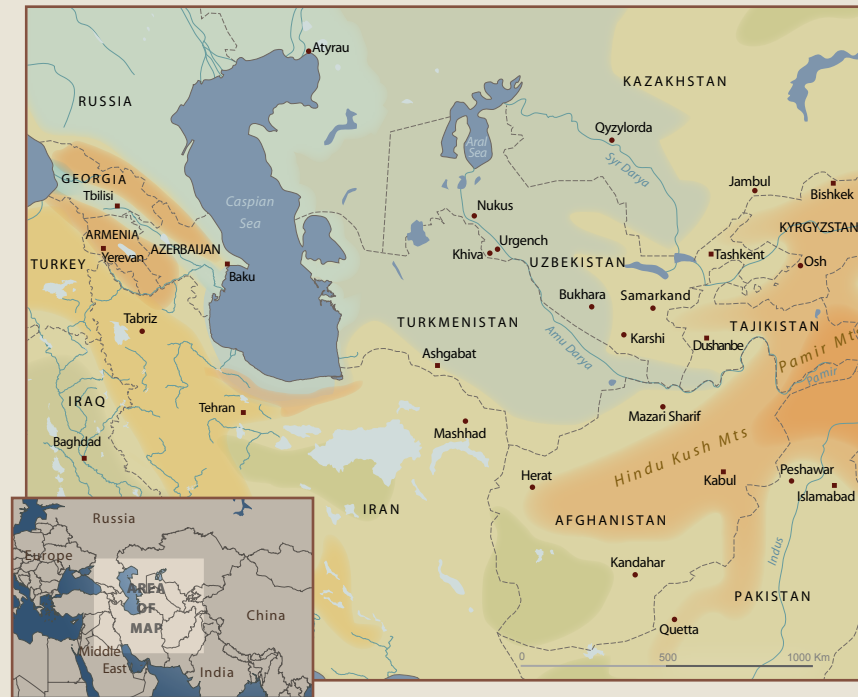 Atyrau
RUSSIA
KAZAKHSTAN
Qyzylorda
Aral
Sea
Syr Darya
GEORGIA
Tbilisi
Jambul
Bishkek
Caspian
Sea
Nukus
KYRGYZSTAN
ARMENIA
Yerevan
AZERBAIJAN
Urgench
Khiva
TURKEY
Baku
UZBEKISTAN
Tashkent
Osh
Bukhara
Samarkand
Tabriz
TURKMENISTAN
Amu Darya
Karshi
TAJIKISTAN
Dushanbe
Pamir Mt
Pamir
Ashgabat
IRAQ
Tehran
Mashhad
Mazari Sharif
Baghdad
Hindu Kush Mts
Herat
Kabul
Peshawar
Islamabad
IRAN
AFGHANISTAN
Indus
Kandahar
PAKISTAN
Quetta
0 500 1000 Km
Russia
Europe
AREA
OF
MAP
China
Middle
East
India